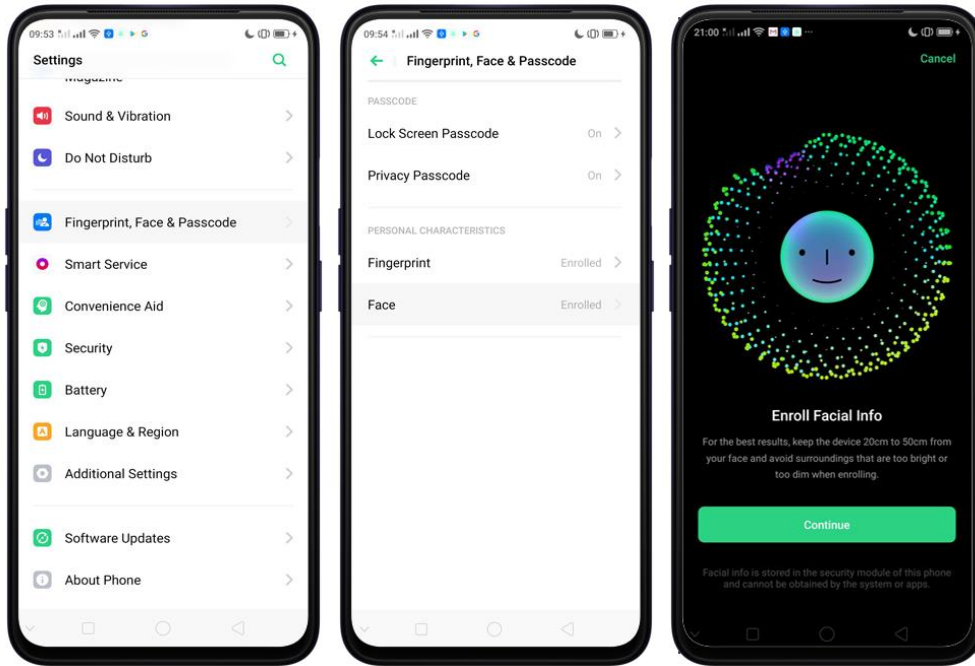 09:53
Settings
Magazine
Sound & Vibration
Do Not Disturb
Fingerprint, Face & Passcode
Smart Service
Convenience Aid
Security
Battery
Language & Region
Additional Settings
Software Updates
About Phone
09:54
Fingerprint, Face & Passcode
PASSCODE
Lock Screen Passcode On
Privacy Passcode On
PERSONAL CHARACTERISTICS
Fingerprint Enrolled
Face Enrolled
21:00
Cancel
Enroll Facial Info
For the best results, keep the device 20cm to 50cm from
your face and avoid surroundings that are too bright or
too dim when enrolling.
Continue
Facial info is stored in the security module of this phone
and cannot be obtained by the system or apps.